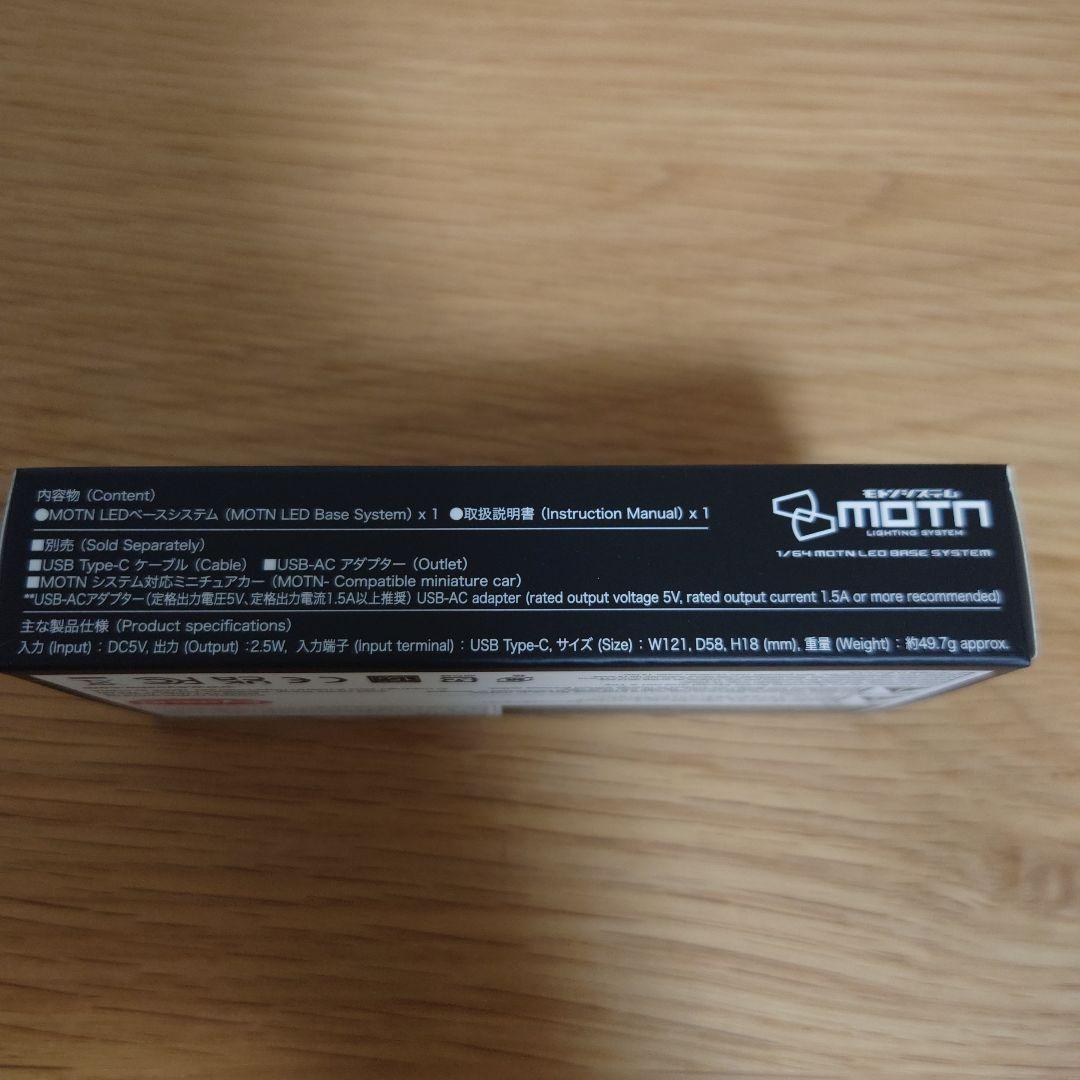 内容物 (Content)
●MOTN LEDベースシステム (MOTN LED Base System) x 1 ●取扱説明書 (Instruction Manual) x 1
■別売 (Sold Separately)
■USB Type-C ケーブル (Cable) ■USB-AC アダプター (Outlet)
■MOTN システム対応ミニチュアカー (MOTN- Compatible miniature car)
**USB-ACアダプター(定格出力電圧5V、定格出力電流1.5A以上推奨) USB-AC adapter (rated output voltage 5V, rated output current 1.5A or more recommended)
主な製品仕様 (Product specifications)
入力 (Input) : DC5V, 出力 (Output) :2.5W, 入力端子 (Input terminal) : USB Type-C, サイズ (Size) : W121, D58, H18 (mm), 重量 (Weight) : 約49.7g approx.
モトンシステム
MOTN
LIGHTING SYSTEM
1/64 MOTN LED BASE SYSTEM
CE